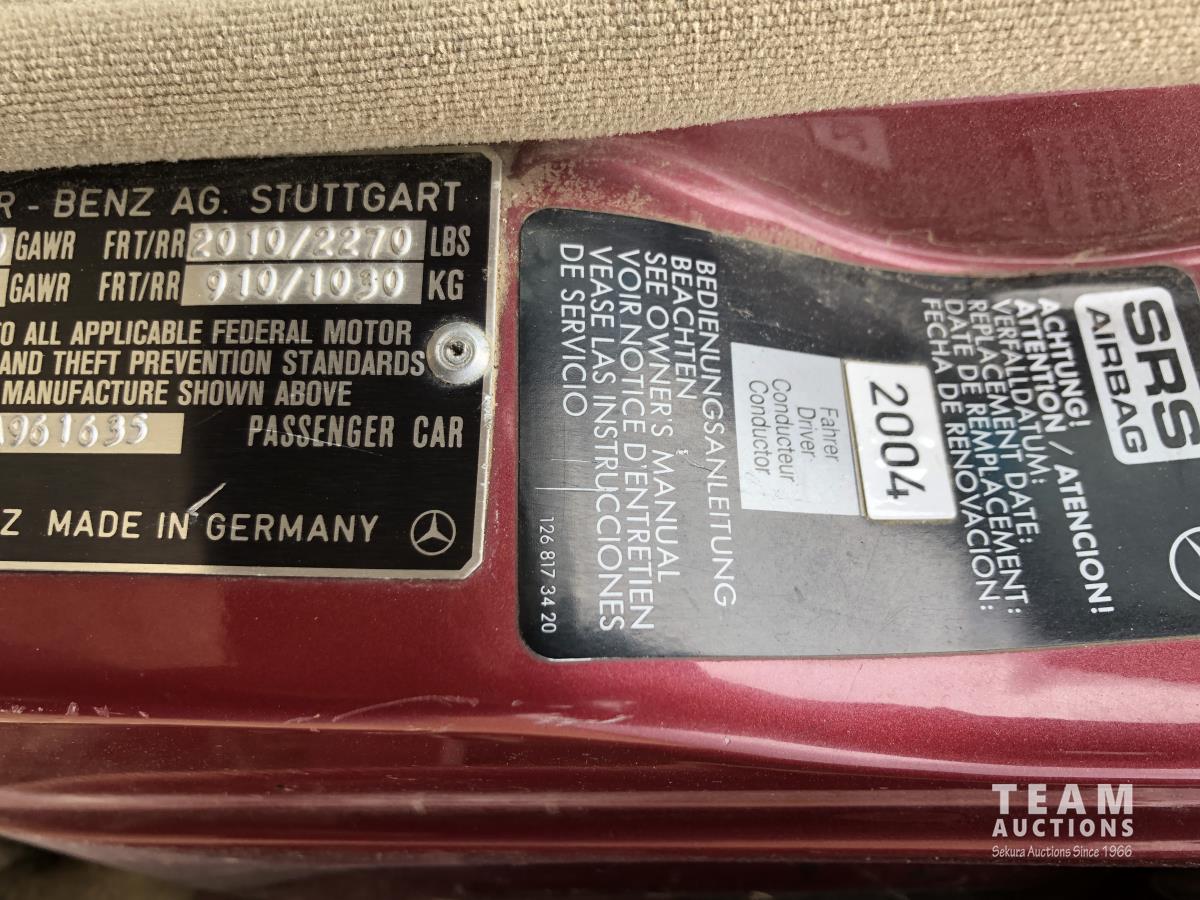 R - BENZ AG. STUTTGART
GAWR FRT/RR 2010/2270 LBS
GAWR FRT/RR 910/1030 KG
TO ALL APPLICABLE FEDERAL MOTOR
AND THEFT PREVENTION STANDARDS
MANUFACTURE SHOWN ABOVE
A961635 PASSENGER CAR
Z MADE IN GERMANY
SRS
AIRBAG
ACHTUNG!
ATTENTION / ATENCION!
VERFALLDATUM:
REPLACEMENT DATE:
DATE DE REMPLACEMENT:
FECHA DE RENOVACION:
2004
Fahrer
Driver
Conducteur
Conductor
BEDIENUNGSANLEITUNG
BEACHTEN
SEE OWNER'S MANUAL
VOIR NOTICE D'ENTRETIEN
VEASE LAS INSTRUCCIONES
DE SERVICIO
126 817 34 20
TEAM
AUCTIONS
Sekura Auctions Since 1966